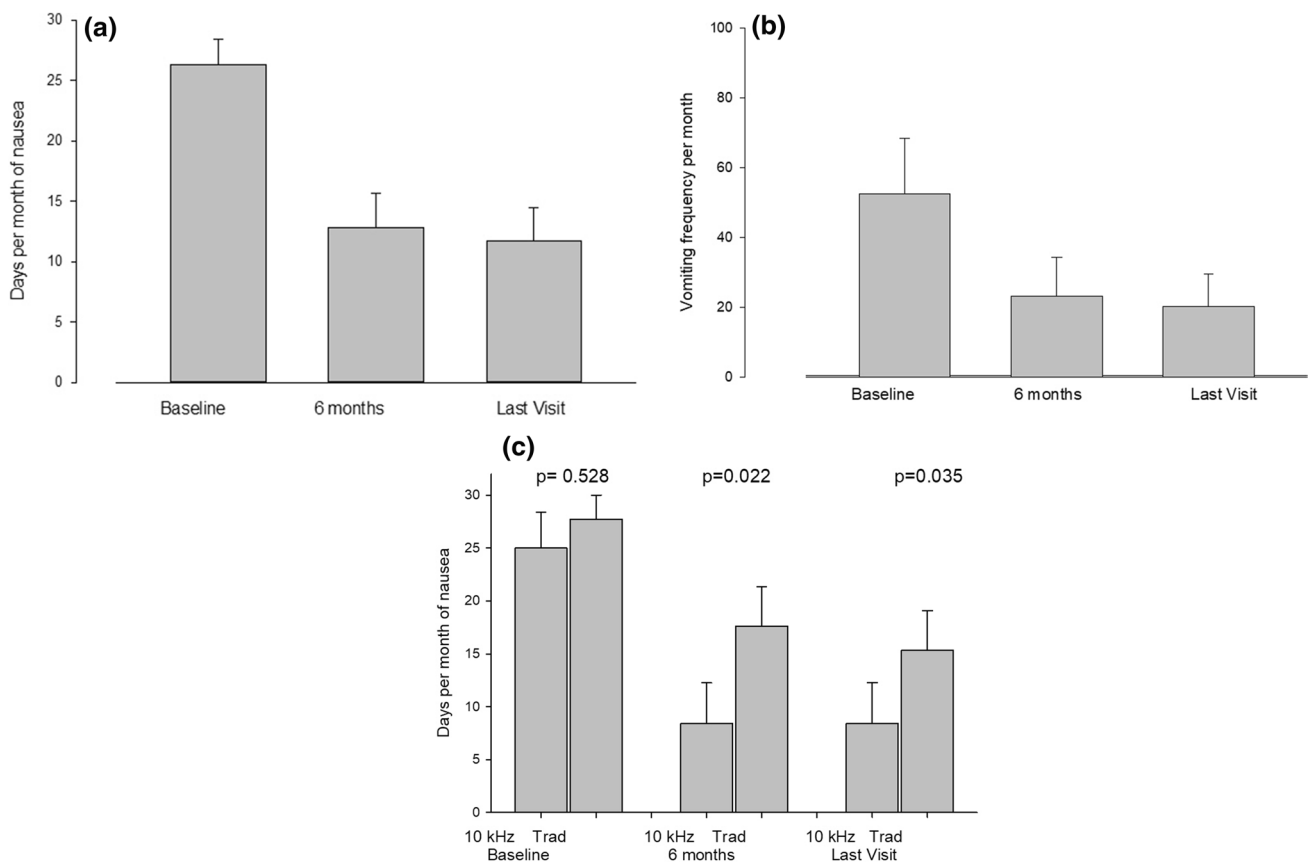 (a)
Days per month of nausea
30
25
20
15
10
5
0
Baseline 6 months Last Visit
(b)
Vomiting frequency per month
100
80
60
40
20
0
Baseline 6 months Last Visit
(c)
p= 0.528 p=0.022 p=0.035
Days per month of nausea
30
25
20
15
10
5
0
10 kHz Trad 10 kHz Trad 10 kHz Trad
Baseline 6 months Last Visit